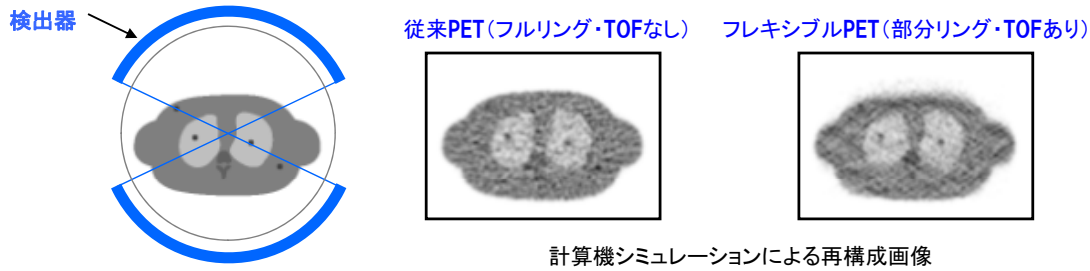 検出器
従来PET(フルリング・TOFなし)
フレキシブルPET(部分リング・TOFあり)
計算機シミュレーションによる再構成画像